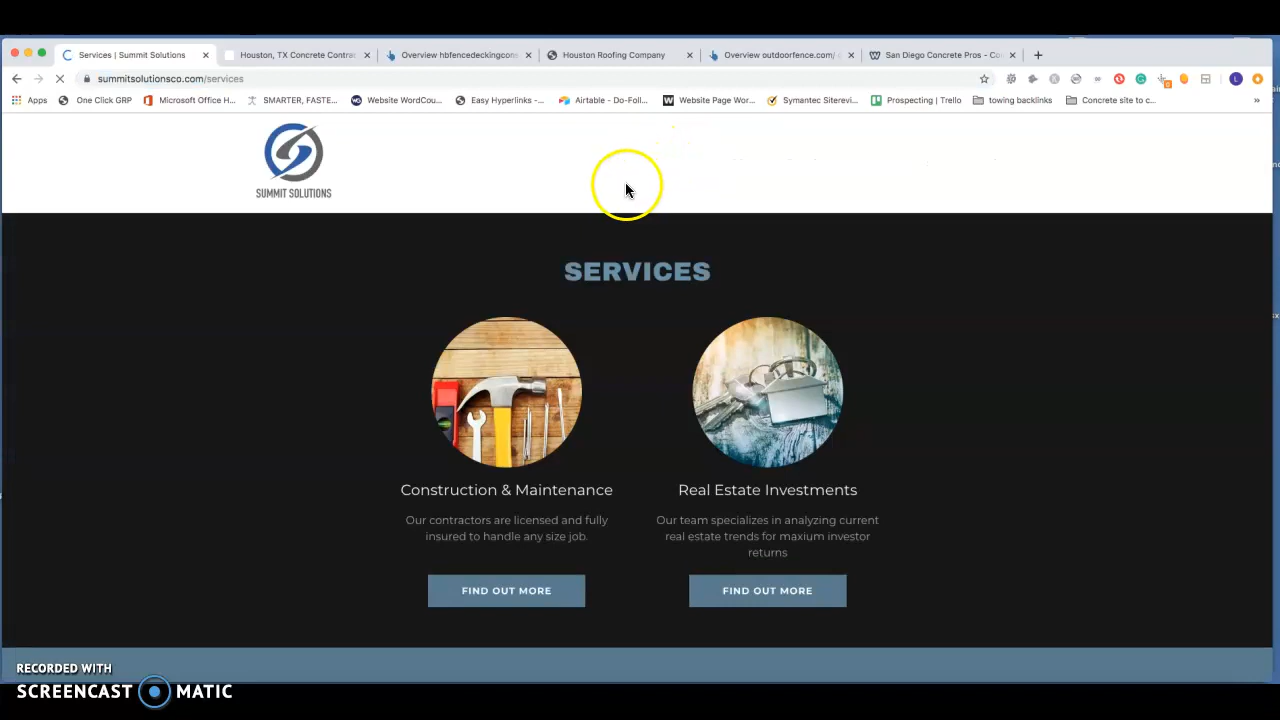 Services | Summit Solutions
Houston, TX Concrete Contra
Overview hbfencedeckingcons
Houston Roofing Company
Overview outdoorfence.com/
San Diego Concrete Pros - Co
summitsolutionsco.com/services
L
Apps
One Click GRP
Microsoft Office H...
SMARTER, FASTE...
Website WordCou...
Easy Hyperlinks -...
Airtable - Do-Foll...
Website Page Wor...
Symantec Siterevi...
Prospecting | Trello
towing backlinks
Concrete site to c...
SUMMIT SOLUTIONS
SERVICES
Construction & Maintenance
Our contractors are licensed and fully
insured to handle any size job.
FIND OUT MORE
Real Estate Investments
Our team specializes in analyzing current
real estate trends for maxium investor
returns
FIND OUT MORE
RECORDED WITH
SCREENCAST MATIC